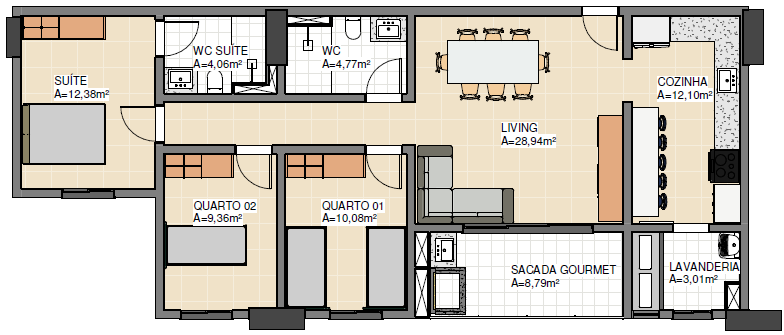 WC SUÍTE
A=4,06m²
WC
A=4,77m²
SUÍTE
A=12,38m²
COZINHA
A=12,10m²
LIVING
A=28,94m²
QUARTO 02
A=9,36m²
QUARTO 01
A=10,08m²
SACADA GOURMET
A=8,79m²
LAVANDERIA
A=3,01m²